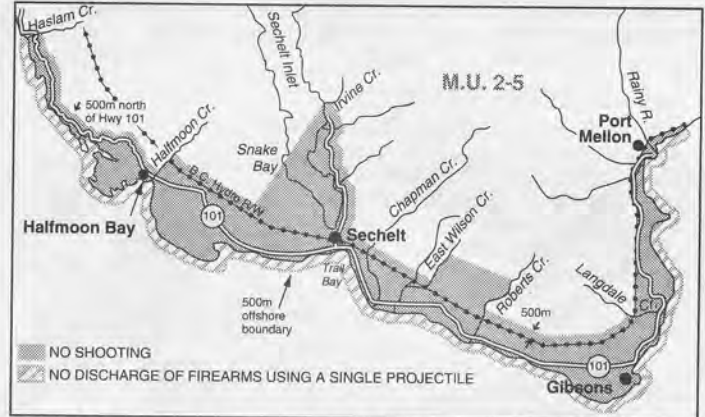 Haslam Cr.
500m north
of Hwy 101
Halfmoon Cr.
Halfmoon Bay
B.C. Hydro R/W
101
Snake
Bay
Sechelt Inlet
Irvine Cr.
M.U. 2-5
Rainy R.
Port
Mellon
Chapman Cr.
Sechelt
Trail
Bay
500m
offshore
boundary
East Wilson Cr.
Roberts Cr.
500m
Langdale
Cr.
101
Gibsons
NO SHOOTING
NO DISCHARGE OF FIREARMS USING A SINGLE PROJECTILE